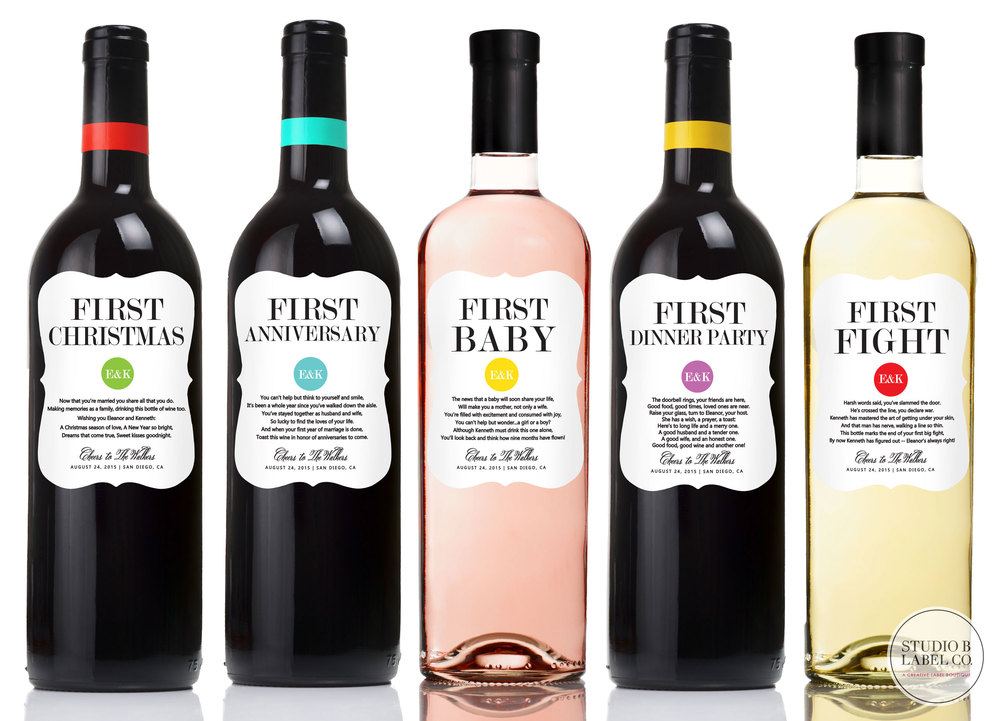 FIRST
CHRISTMAS
E&K
Now that you're married you share all that you do.
Making memories as a family, drinking this bottle of wine too.
Wishing you Eleanor and Kenneth:
A Christmas season of love, A New Year so bright,
Dreams that come true, Sweet kisses goodnight.
Cheers to The Walkers
AUGUST 24, 2015 | SAN DIEGO, CA
FIRST
ANNIVERSARY
E&K
You can't help but think to yourself and smile,
It's been a whole year since you've walked down the aisle.
You've stayed together as husband and wife,
So lucky to find the loves of your life.
And when your first year of marriage is done,
Toast this wine in honor of anniversaries to come.
Cheers to The Walkers
AUGUST 24, 2015 | SAN DIEGO, CA
FIRST
BABY
E&K
The news that a baby will soon share your life,
Will make you a mother, not only a wife.
You're filled with excitement and consumed with joy,
You can't help but wonder...a girl or a boy?
Although Kenneth must drink this one alone,
You'll look back and think how nine months have flown!
Cheers to The Walkers
AUGUST 24, 2015 | SAN DIEGO, CA
FIRST
DINNER PARTY
E&K
The doorbell rings, your friends are here,
Good food, good times, loved ones are near.
Raise your glass, turn to Eleanor, your host.
She has a wish, a prayer, a toast:
Here's to long life and a merry one.
A good husband and a tender one.
A good wife, and an honest one.
Good food, good wine and another one!
Cheers to The Walkers
AUGUST 24, 2015 | SAN DIEGO, CA
FIRST
FIGHT
E&K
Harsh words said, you've slammed the door.
He's crossed the line, you declare war.
Kenneth has mastered the art of getting under your skin,
And that man has nerve, walking a line so thin.
This bottle marks the end of your first big fight,
By now Kenneth has figured out -- Eleanor's always right!
Cheers to The Walkers
AUGUST 24, 2015 | SAN DIEGO, CA
75
75
75
STUDIO B
LABEL CO.
A CREATIVE LABEL BOUTIQUE